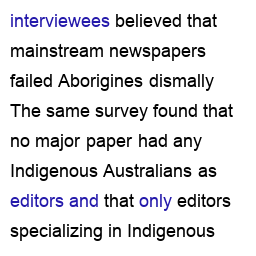 interviewees believed that
mainstream newspapers
failed Aborigines dismally
The same survey found that
no major paper had any
Indigenous Australians as
editors and that only editors
specializing in Indigenous